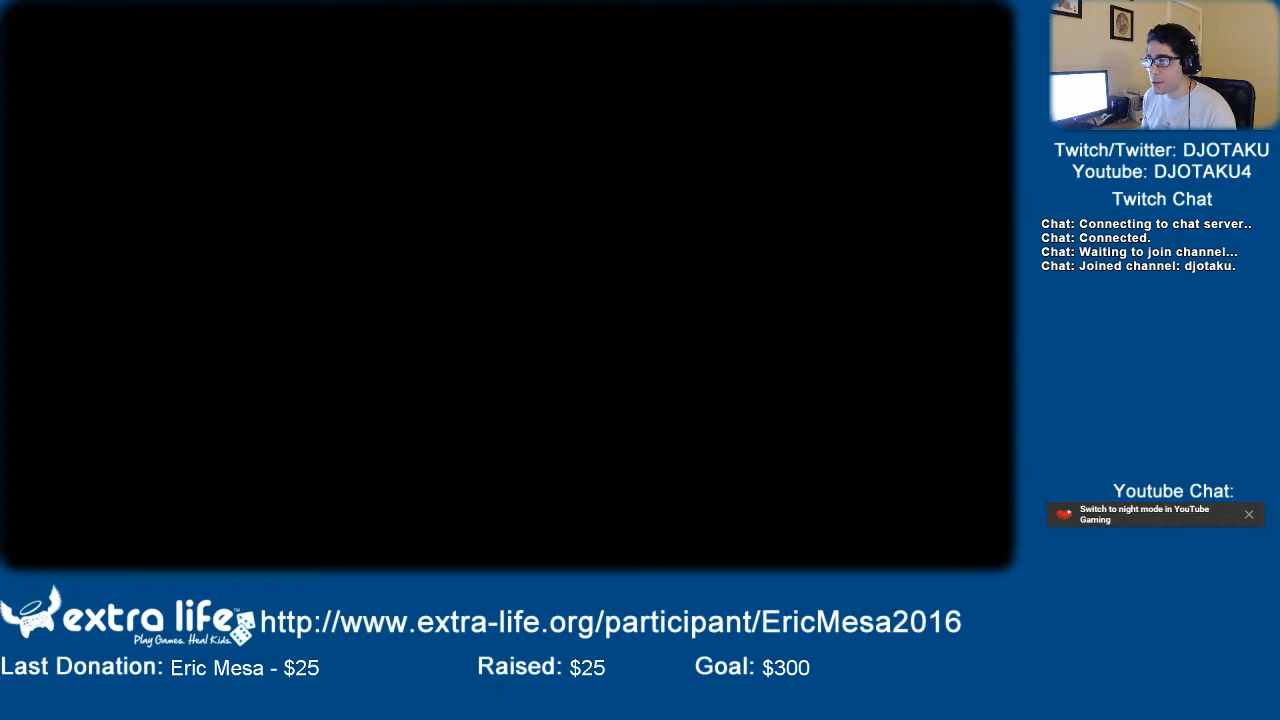 Twitch/Twitter: DJOTAKU
Youtube: DJOTAKU4
Twitch Chat
Chat: Connecting to chat server..
Chat: Connected.
Chat: Waiting to join channel...
Chat: Joined channel: djotaku.
Youtube Chat:
Switch to night mode in YouTube
Gaming
extra life™
Play Games. Heal Kids.
http://www.extra-life.org/participant/EricMesa2016
Last Donation: Eric Mesa - $25
Raised: $25
Goal: $300